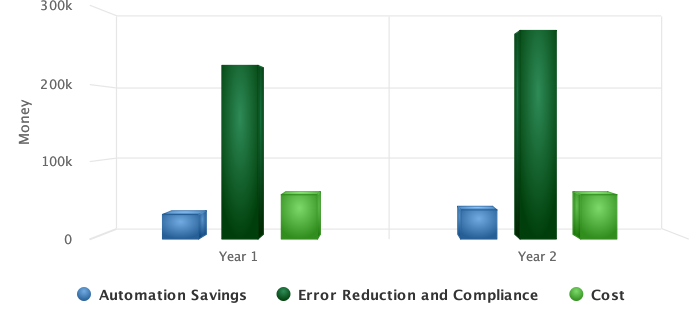 300k
200k
100k
0
Money
Year 1
Year 2
Automation Savings
Error Reduction and Compliance
Cost